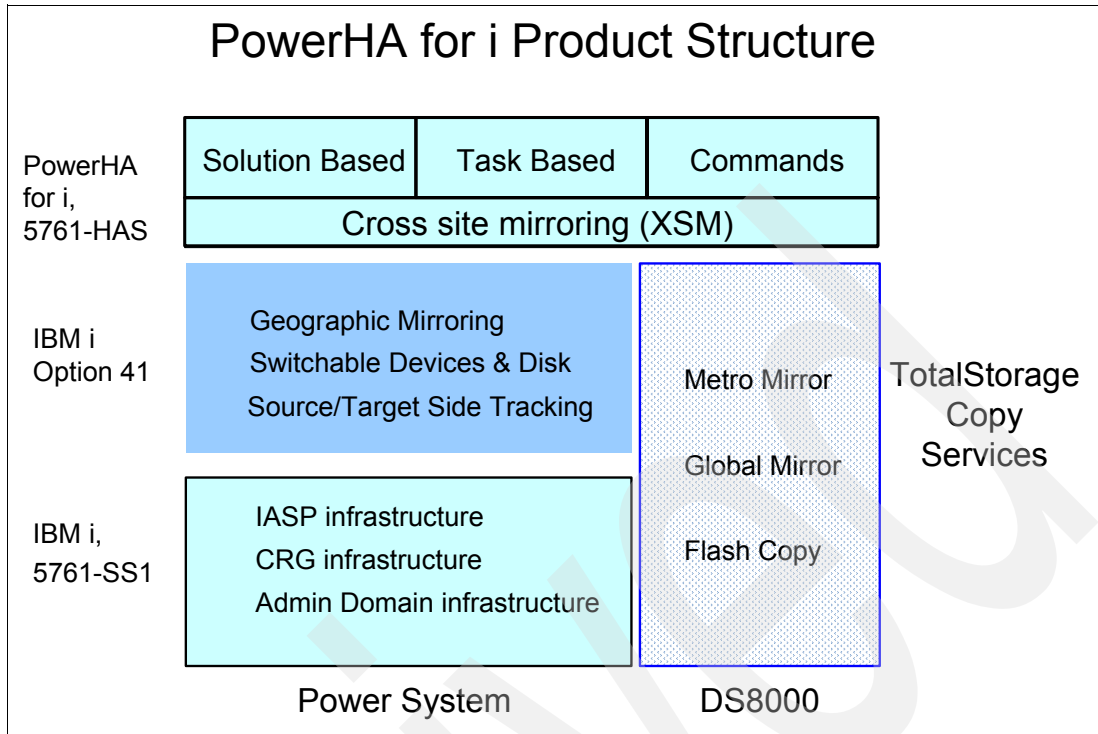 PowerHA for i Product Structure
PowerHA
for i,
5761-HAS
Solution Based
Task Based
Commands
Cross site mirroring (XSM)
IBM i
Option 41
Geographic Mirroring
Switchable Devices & Disk
Source/Target Side Tracking
Metro Mirror
Global Mirror
Flash Copy
TotalStorage
Copy
Services
IBM i,
5761-SS1
IASP infrastructure
CRG infrastructure
Admin Domain infrastructure
Power System
DS8000